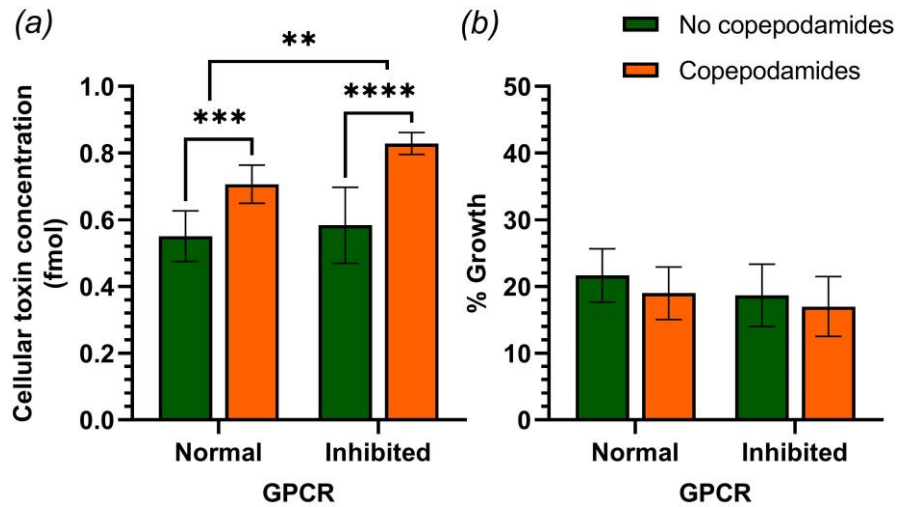 (a)
**
***
****
Cellular toxin concentration
(fmol)
1.0
0.8
0.6
0.4
0.2
0.0
Normal
Inhibited
GPCR
(b)
No copepodamides
Copepodamides
% Growth
50
40
30
20
10
0
Normal
Inhibited
GPCR